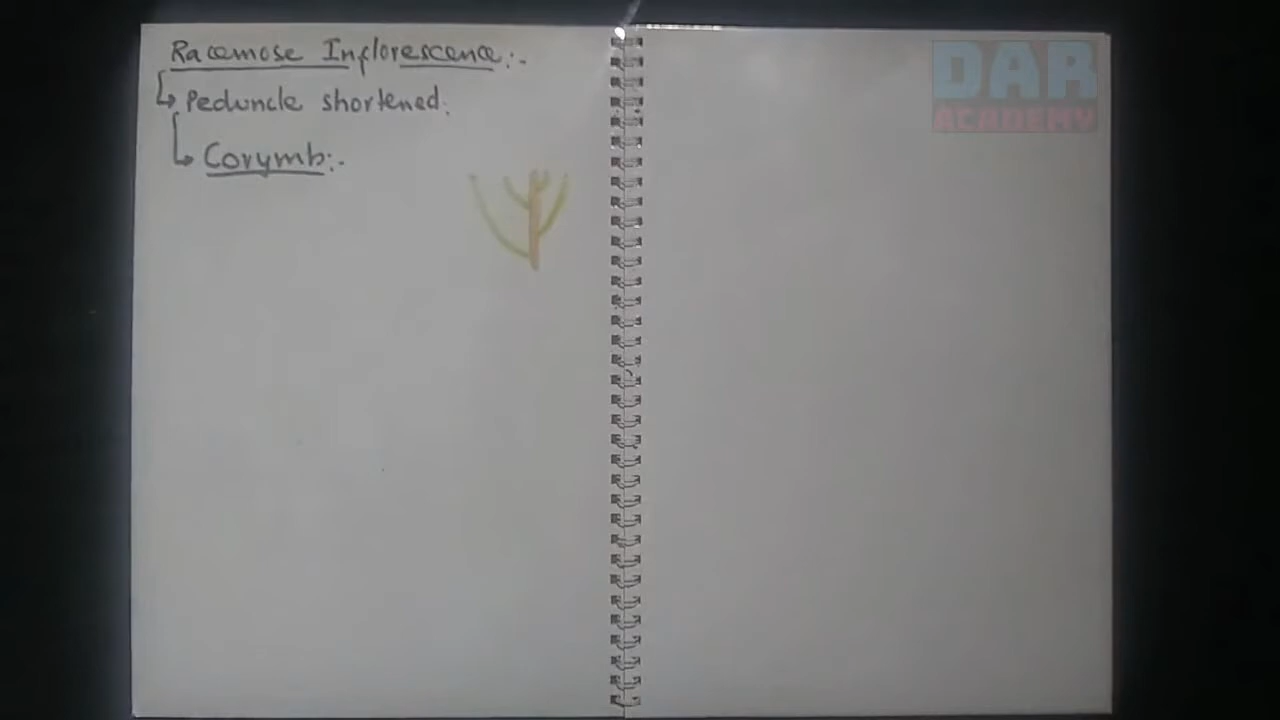 Racemose Inflorescence:-
Peduncle shortened:
Corymb:-
DAR
ACADEMY